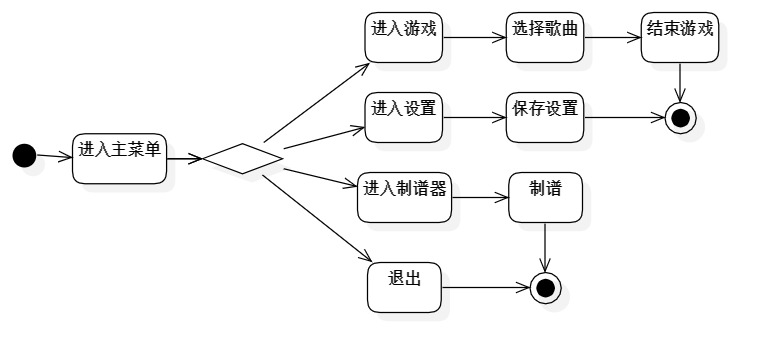 进入游戏
选择歌曲
结束游戏
进入设置
保存设置
进入主菜单
进入制谱器
制谱
退出